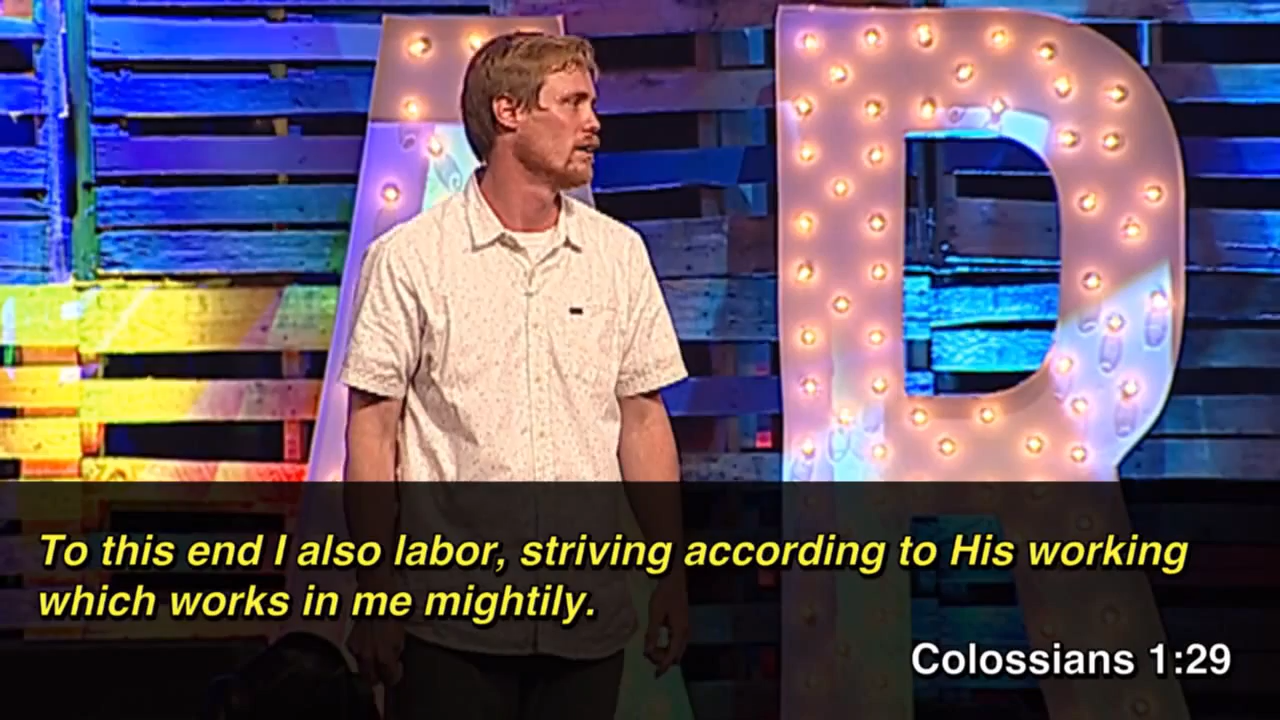 A R
To this end I also labor, striving according to His working
which works in me mightily.
Colossians 1:29